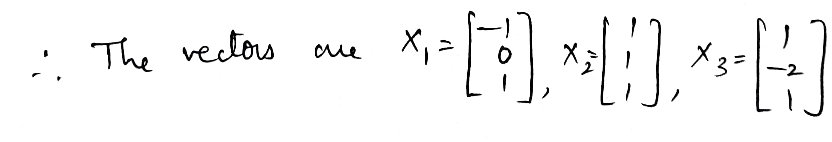 ∴ The vectors are X₁ = [-1 0 1], X₂ = [1 1 1], X₃ = [1 -2 1]